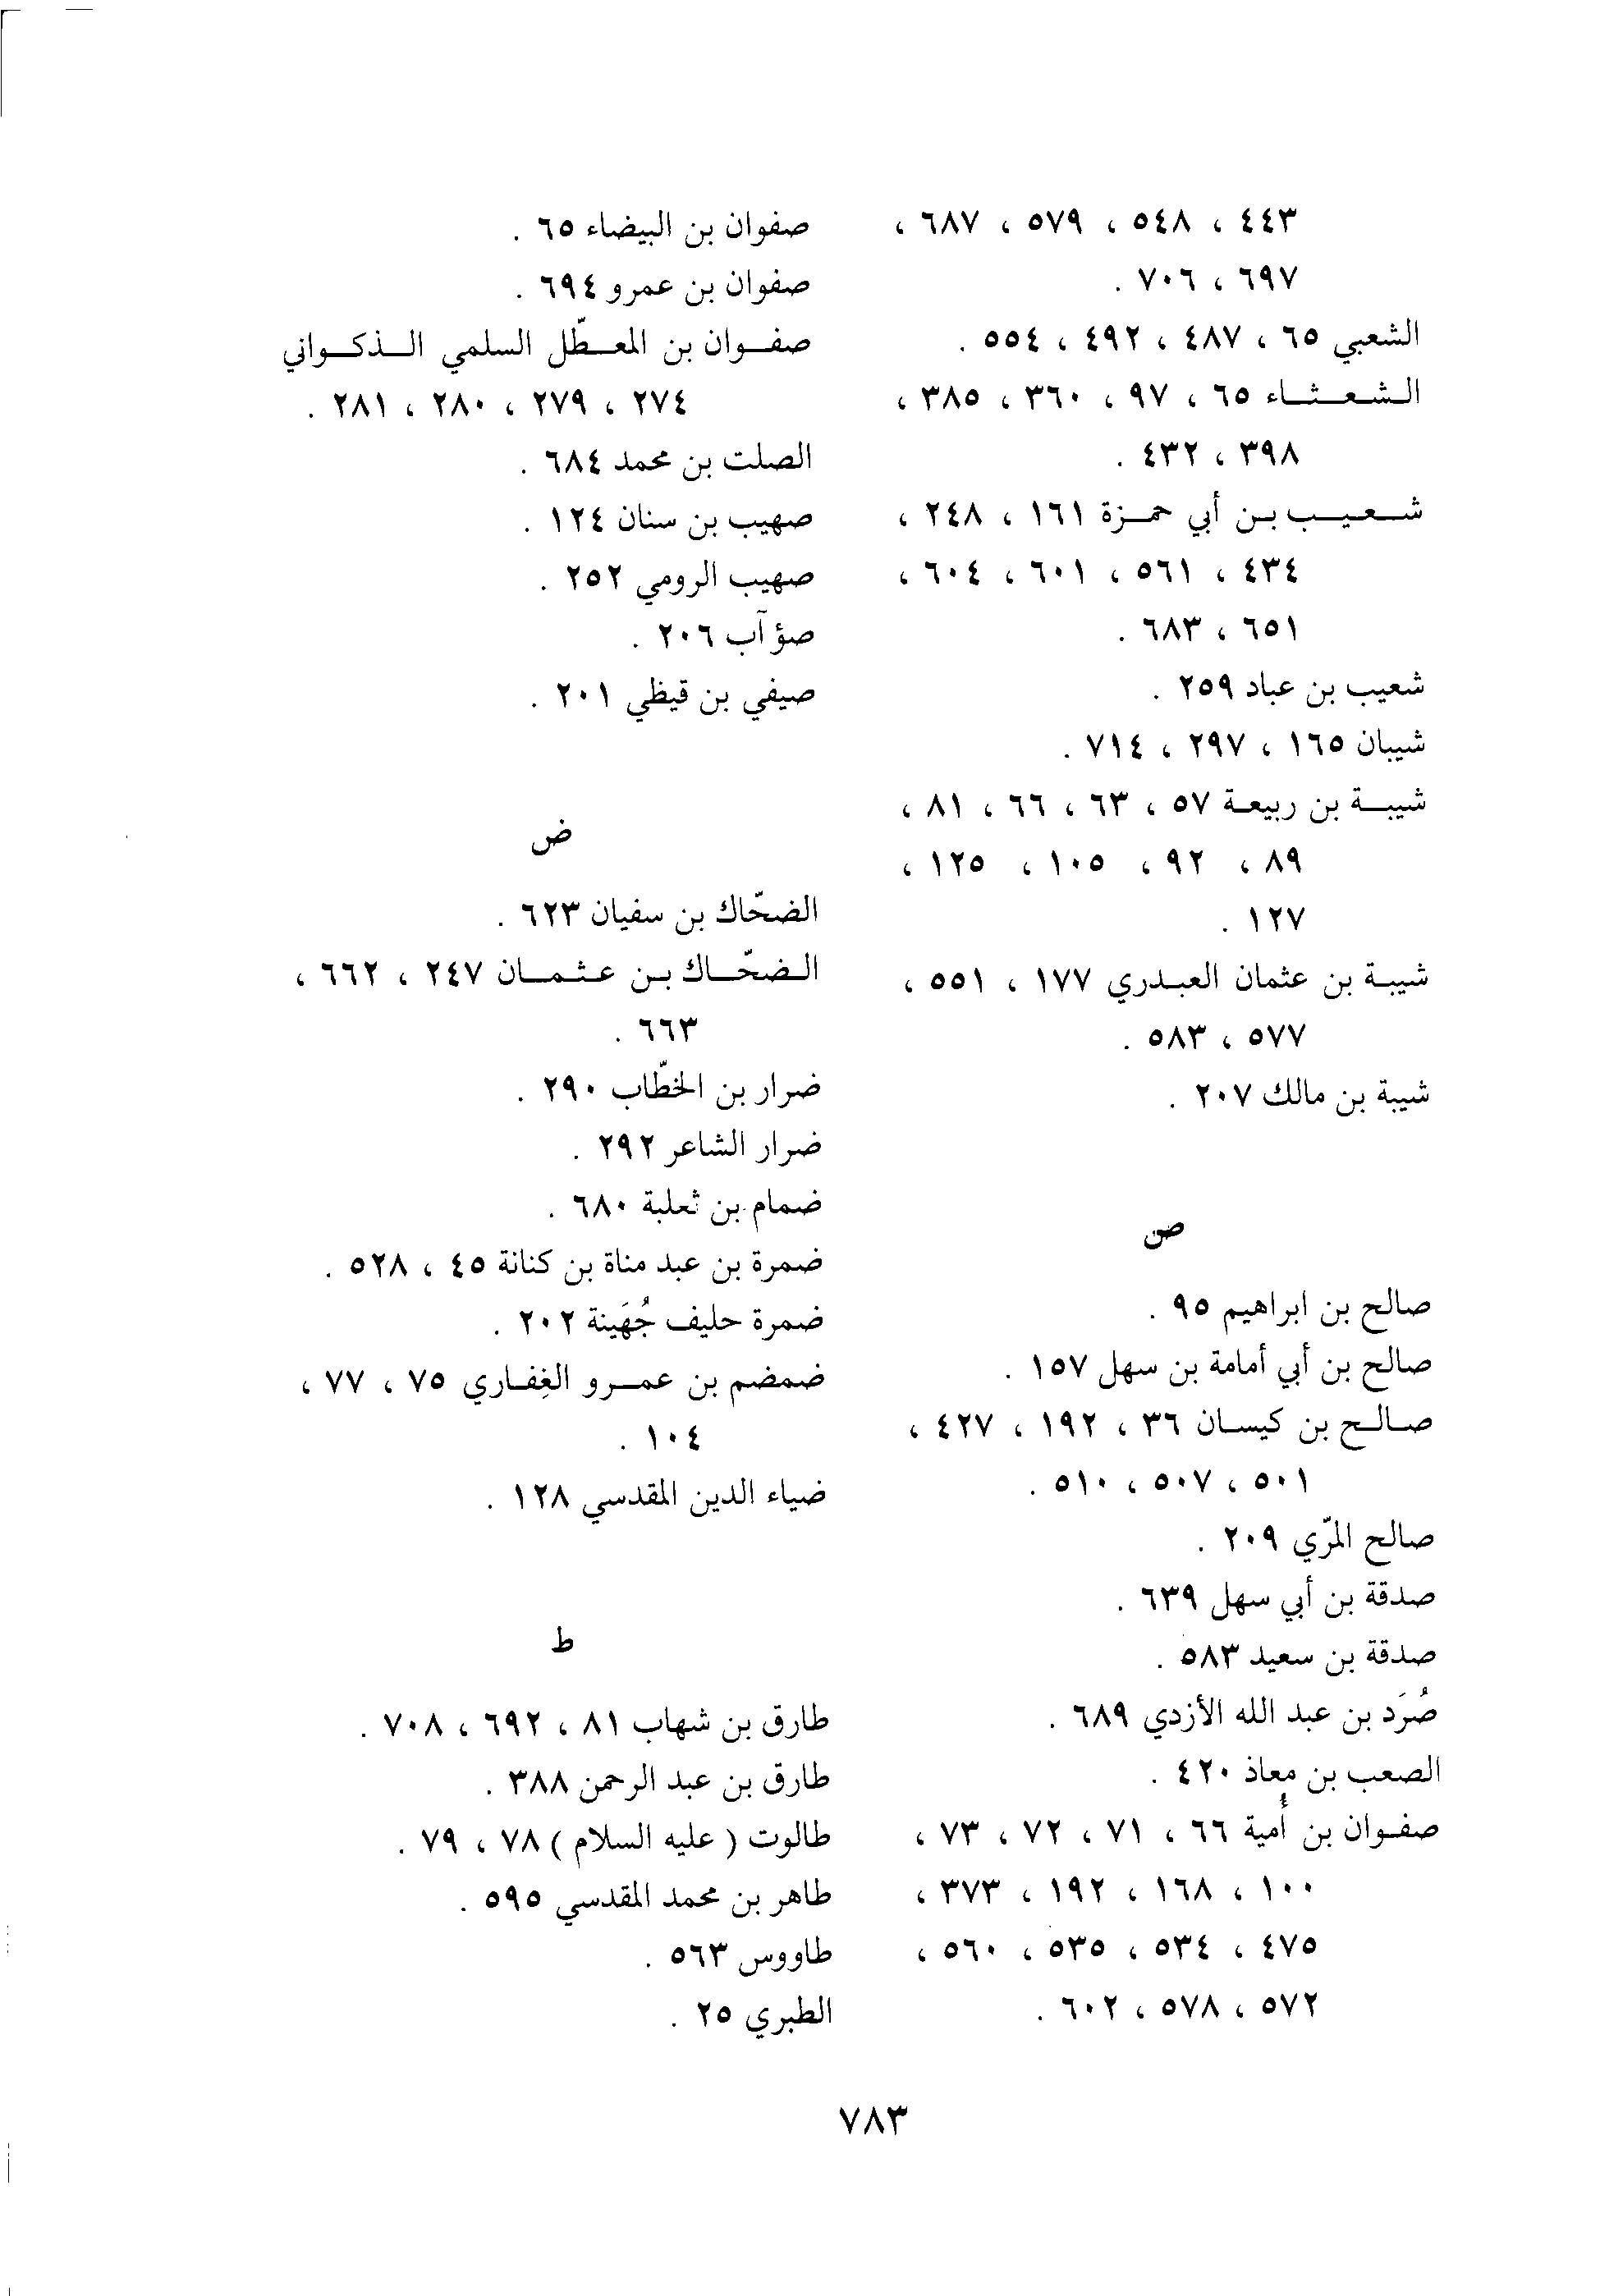 ٤٤٣ ، ٥٤٨ ، ٥٧٩ ، ٦٨٧ ،
٦٩٧ ، ٧٠٦ .
الشعبي ٦٥ ، ٤٨٧ ، ٤٩٢ ، ٥٥٤ .
الشعثاء ٦٥ ، ٩٧ ، ٣٦٠ ، ٣٨٥ ،
٣٩٨ ، ٤٣٢ .
شعيب بن أبي حمزة ١٦١ ، ٢٤٨ ،
٤٣٤ ، ٥٦١ ، ٦٠١ ، ٦٠٤ ،
٦٥١ ، ٦٨٣ .
شعيب بن عباد ٢٥٩ .
شيبان ١٦٥ ، ٢٩٧ ، ٧١٤ .
شيبة بن ربيعة ٥٧ ، ٦٣ ، ٦٦ ، ٨١ ،
٨٩ ، ٩٢ ، ١٠٥ ، ١٢٥ ،
١٢٧ .
شيبة بن عثمان العبدري ١٧٧ ، ٥٥١ ،
٥٧٧ ، ٥٨٣ .
شيبة بن مالك ٢٠٧ .
ص
صالح بن ابراهيم ٩٥ .
صالح بن أبي أمامة بن سهل ١٥٧ .
صالح بن كيسان ٣٦ ، ١٩٢ ، ٤٢٧ ،
٥٠١ ، ٥٠٧ ، ٥١٠ .
صالح المرّي ٢٠٩ .
صدقة بن أبي سهل ٦٣٩ .
صدقة بن سعيد ٥٨٣ .
صُرَد بن عبد الله الأزدي ٦٨٩ .
الصعب بن معاذ ٤٢٠ .
صفوان بن أُمية ٦٦ ، ٧١ ، ٧٢ ، ٧٣ ،
١٠٠ ، ١٦٨ ، ١٩٢ ، ٣٧٣ ،
٤٧٥ ، ٥٣٤ ، ٥٣٥ ، ٥٦٠ ،
٥٧٢ ، ٥٧٨ ، ٦٠٢ .
صفوان بن البيضاء ٦٥ .
صفوان بن عمرو ٦٩٤ .
صفوان بن المعطّل السلمي الذكواني
٢٧٤ ، ٢٧٩ ، ٢٨٠ ، ٢٨١ .
الصلت بن محمد ٦٨٤ .
صهيب بن سنان ١٢٤ .
صهيب الرومي ٢٥٢ .
صؤآب ٢٠٦ .
صيفي بن قيظي ٢٠١ .
ض
الضحّاك بن سفيان ٦٢٣ .
الضحّاك بن عثمان ٢٤٧ ، ٦٦٢ ،
٦٦٣ .
ضرار بن الخطّاب ٢٩٠ .
ضرار الشاعر ٢٩٢ .
ضمام بن ثعلبة ٦٨٠ .
ضمرة بن عبد مناة بن كنانة ٤٥ ، ٥٢٨ .
ضمرة حليف جُهَينة ٢٠٢ .
ضمضم بن عمرو الغِفاري ٧٥ ، ٧٧ ،
١٠٤ .
ضياء الدين المقدسي ١٢٨ .
ط
طارق بن شهاب ٨١ ، ٦٩٢ ، ٧٠٨ .
طارق بن عبد الرحمن ٣٨٨ .
طالوت ( عليه السلام ) ٧٨ ، ٧٩ .
طاهر بن محمد المقدسي ٥٩٥ .
طاووس ٥٦٣ .
الطبري ٢٥ .
٧٨٣